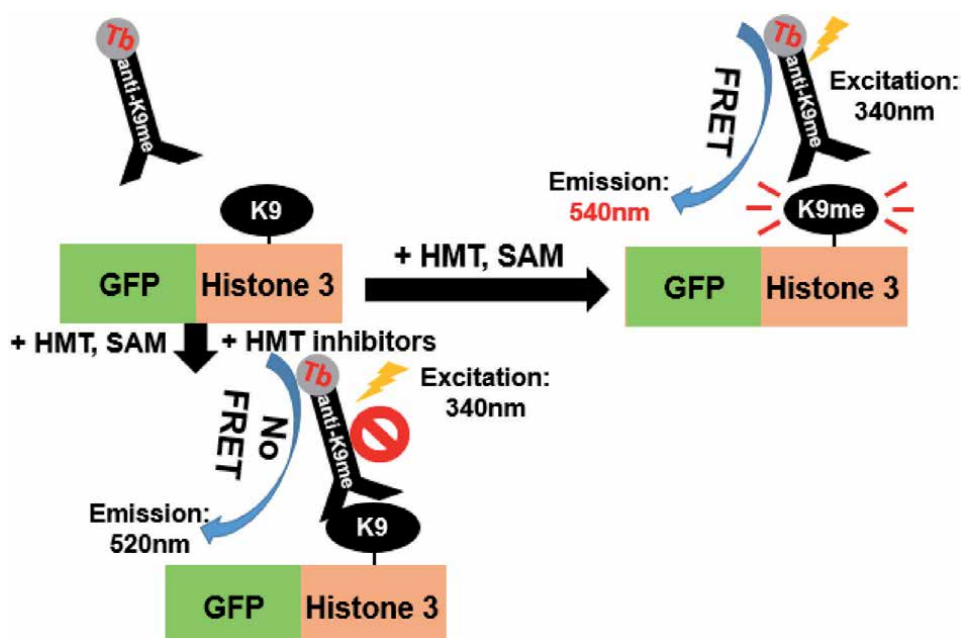 Tb
anti-K9me
K9
GFP
Histone 3
+ HMT, SAM
Tb
anti-K9me
Excitation:
340nm
FRET
Emission:
540nm
K9me
GFP
Histone 3
+ HMT, SAM
+ HMT inhibitors
Tb
anti-K9me
Excitation:
340nm
No
FRET
Emission:
520nm
K9
GFP
Histone 3